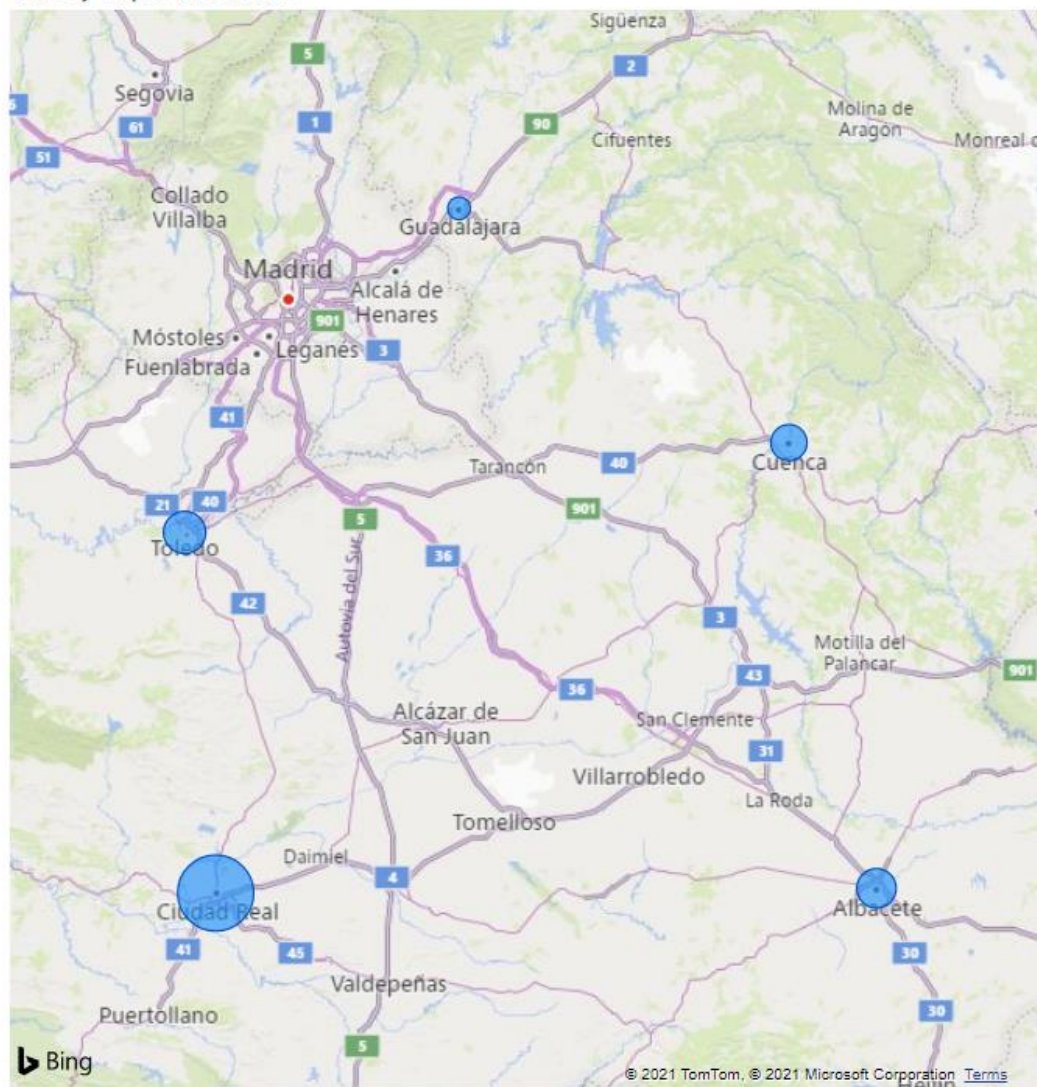 Sigüenza
5
2
Segovia
Molina de
Aragón
61
1
90
Cifuentes
Monreal d
51
Collado
Villalba
Guadalajara
Madrid
Alcalá de
Henares
901
Móstoles
Leganés
3
Fuenlabrada
41
Tarancón
40
Cuenca
21
40
901
5
Toledo
36
Autovía del Sur
42
3
Motilla del
Palancar
901
43
36
Alcázar de
San Juan
San Clemente
31
Villarrobledo
La Roda
Tomelloso
Daimiel
4
Ciudad Real
Albacete
41
45
30
Valdepeñas
Puertollano
30
5
Bing
© 2021 TomTom, © 2021 Microsoft Corporation Terms